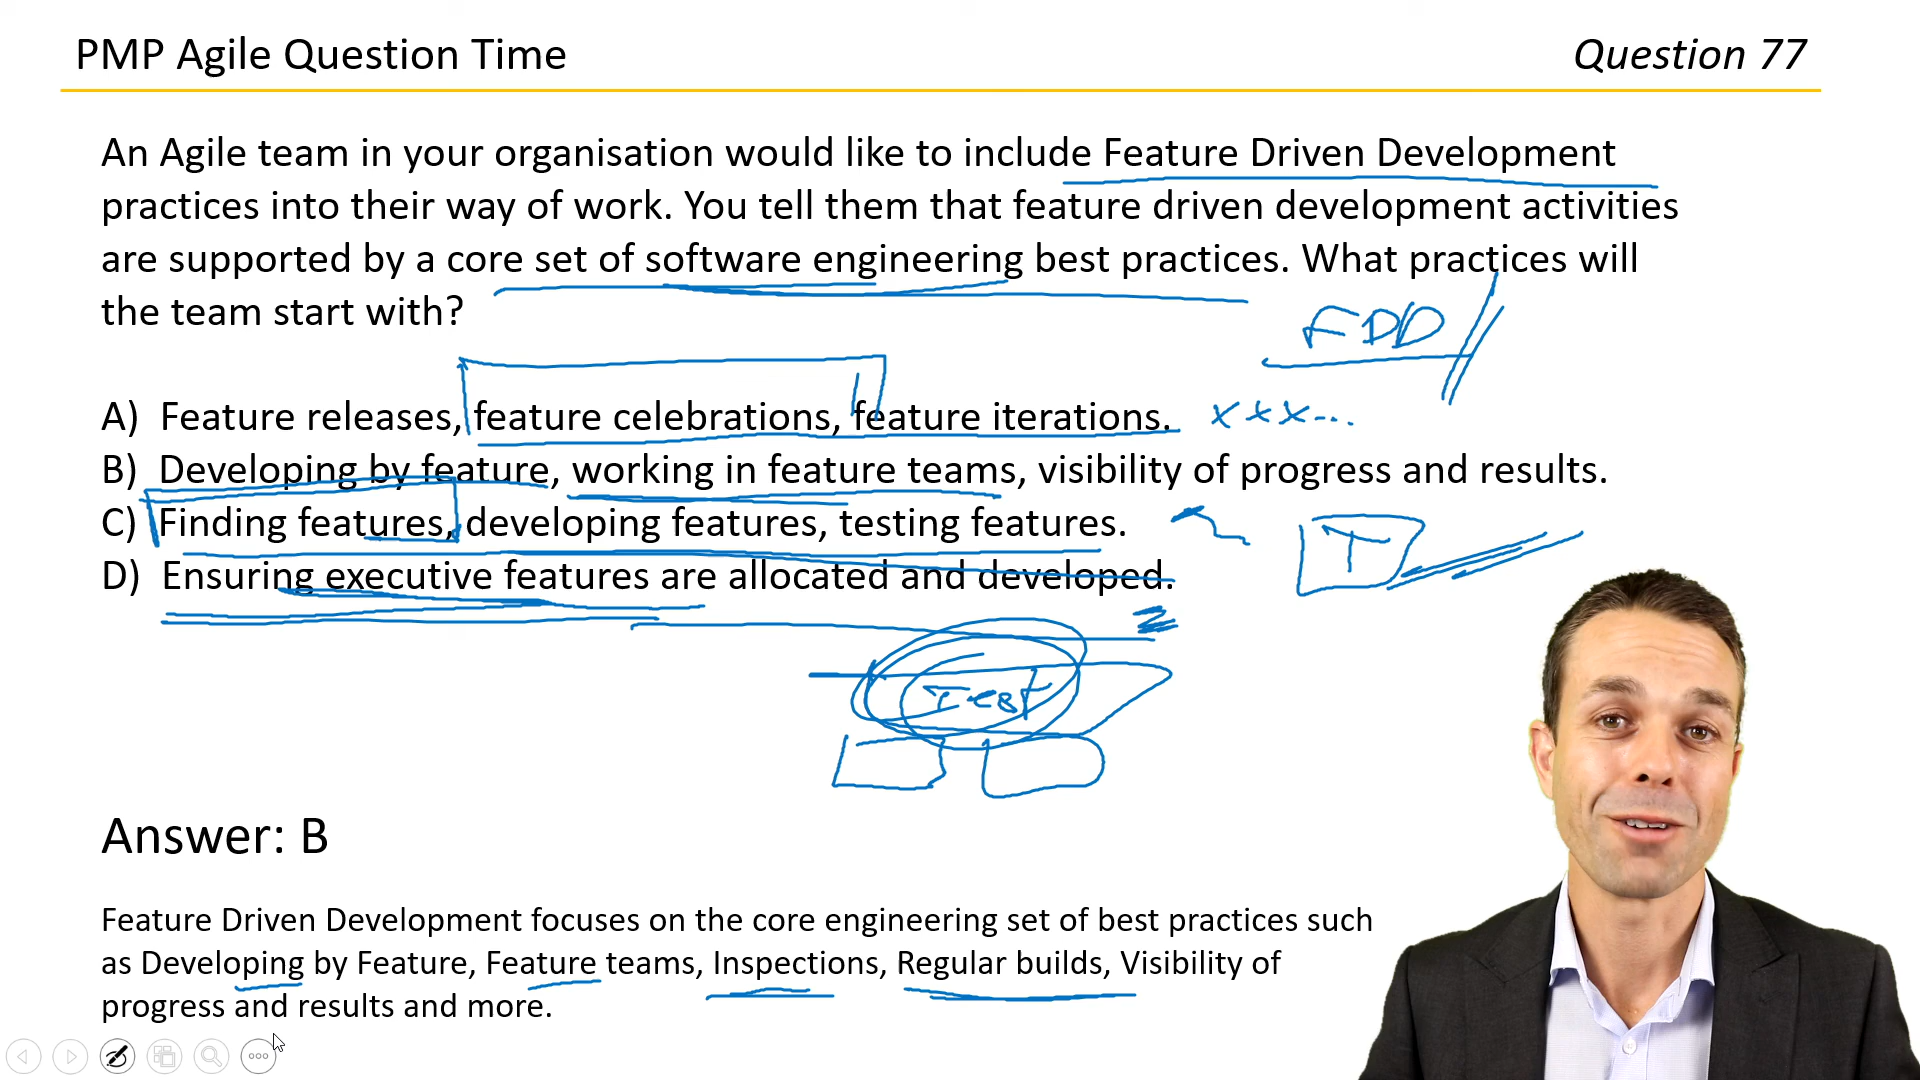 PMP Agile Question Time
Question 77
An Agile team in your organisation would like to include Feature Driven Development
practices into their way of work. You tell them that feature driven development activities
are supported by a core set of software engineering best practices. What practices will
the team start with?
FDD
A) Feature releases, feature celebrations, feature iterations.
x x x...
B) Developing by feature, working in feature teams, visibility of progress and results.
C) Finding features, developing features, testing features.
T
D) Ensuring executive features are allocated and developed.
Test
Answer: B
Feature Driven Development focuses on the core engineering set of best practices such
as Developing by Feature, Feature teams, Inspections, Regular builds, Visibility of
progress and results and more.